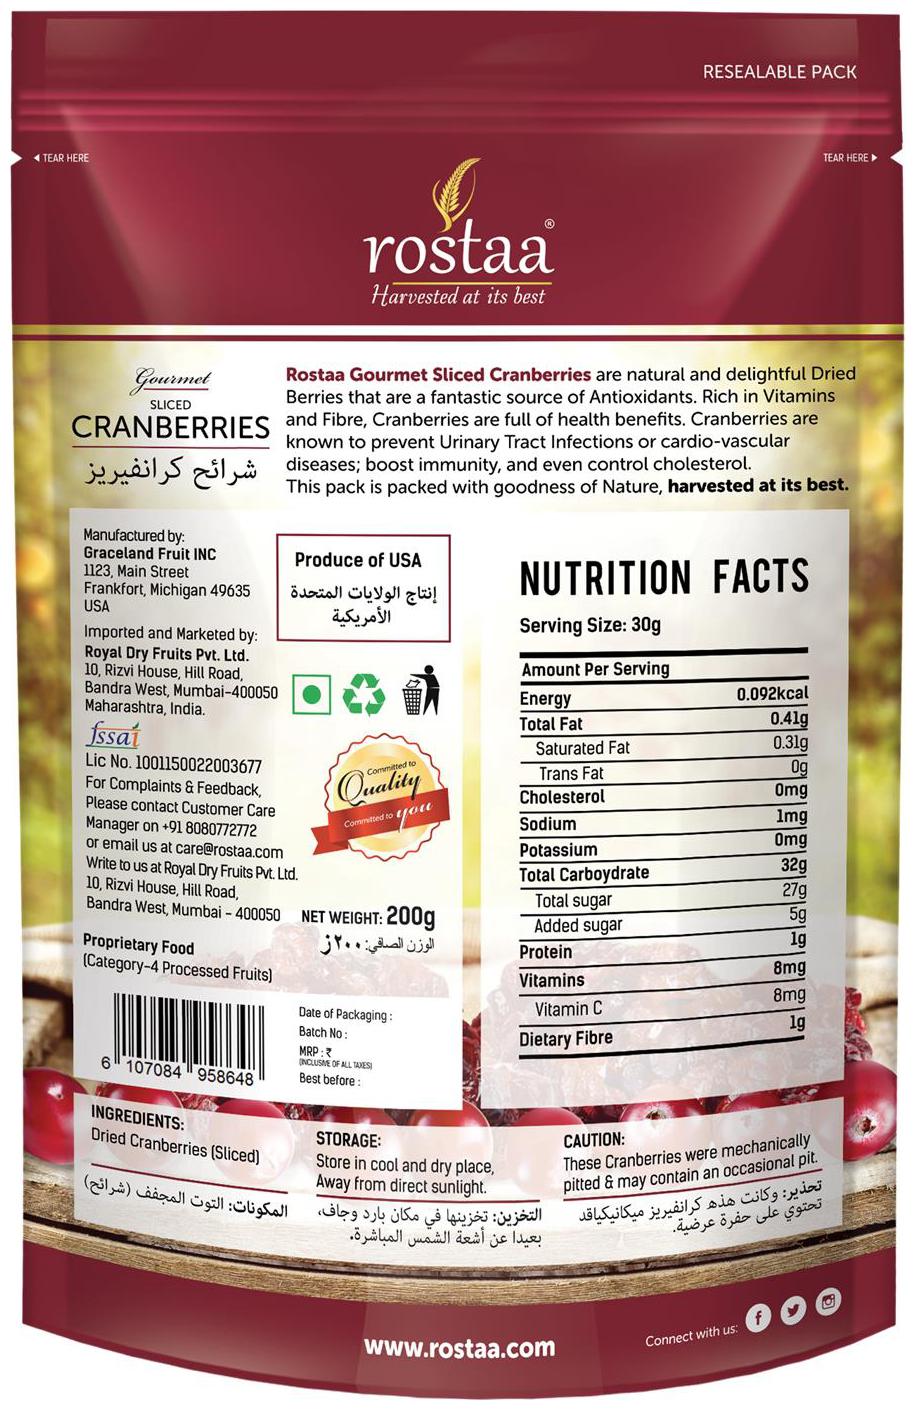 RESEALABLE PACK
TEAR HERE
TEAR HERE
rostaa®
Harvested at its best
Gourmet
SLICED
CRANBERRIES
شرائح كرانفيريز
Rostaa Gourmet Sliced Cranberries are natural and delightful Dried
Berries that are a fantastic source of Antioxidants. Rich in Vitamins
and Fibre, Cranberries are full of health benefits. Cranberries are
known to prevent Urinary Tract Infections or cardio-vascular
diseases; boost immunity, and even control cholesterol.
This pack is packed with goodness of Nature, harvested at its best.
Manufactured by:
Graceland Fruit INC
1123, Main Street
Frankfort, Michigan 49635
USA
Imported and Marketed by:
Royal Dry Fruits Pvt. Ltd.
10, Rizvi House, Hill Road,
Bandra West, Mumbai-400050
Maharashtra, India.
fssai
Lic No. 1001150022003677
For Complaints & Feedback,
Please contact Customer Care
Manager on +91 8080772772
or email us at care@rostaa.com
Write to us at Royal Dry Fruits Pvt. Ltd.
10, Rizvi House, Hill Road,
Bandra West, Mumbai - 400050
Proprietary Food
(Category-4 Processed Fruits)
6 107084 958648
Produce of USA
إنتاج الولايات المتحدة
الأمريكية
Committed to
Quality
Committed to you
NET WEIGHT: 200g
الوزن الصافي: ٢٠٠ز
Date of Packaging :
Batch No :
MRP : ₹
(INCLUSIVE OF ALL TAXES)
Best before :
NUTRITION FACTS
Serving Size: 30g
Amount Per Serving
Energy 0.092kcal
Total Fat 0.41g
Saturated Fat 0.31g
Trans Fat 0g
Cholesterol 0mg
Sodium 1mg
Potassium 0mg
Total Carboydrate 32g
Total sugar 27g
Added sugar 5g
Protein 1g
Vitamins 8mg
Vitamin C 8mg
Dietary Fibre 1g
INGREDIENTS:
Dried Cranberries (Sliced)
المكونات: التوت المجفف (شرائح)
STORAGE:
Store in cool and dry place,
Away from direct sunlight.
التخزين: تخزينها في مكان بارد وجاف،
بعيدا عن أشعة الشمس المباشرة.
CAUTION:
These Cranberries were mechanically
pitted & may contain an occasional pit.
تحذير: وكانت هذه كرانفيريز ميكانيكياقد
تحتوي على حفرة عرضية.
www.rostaa.com
Connect with us: